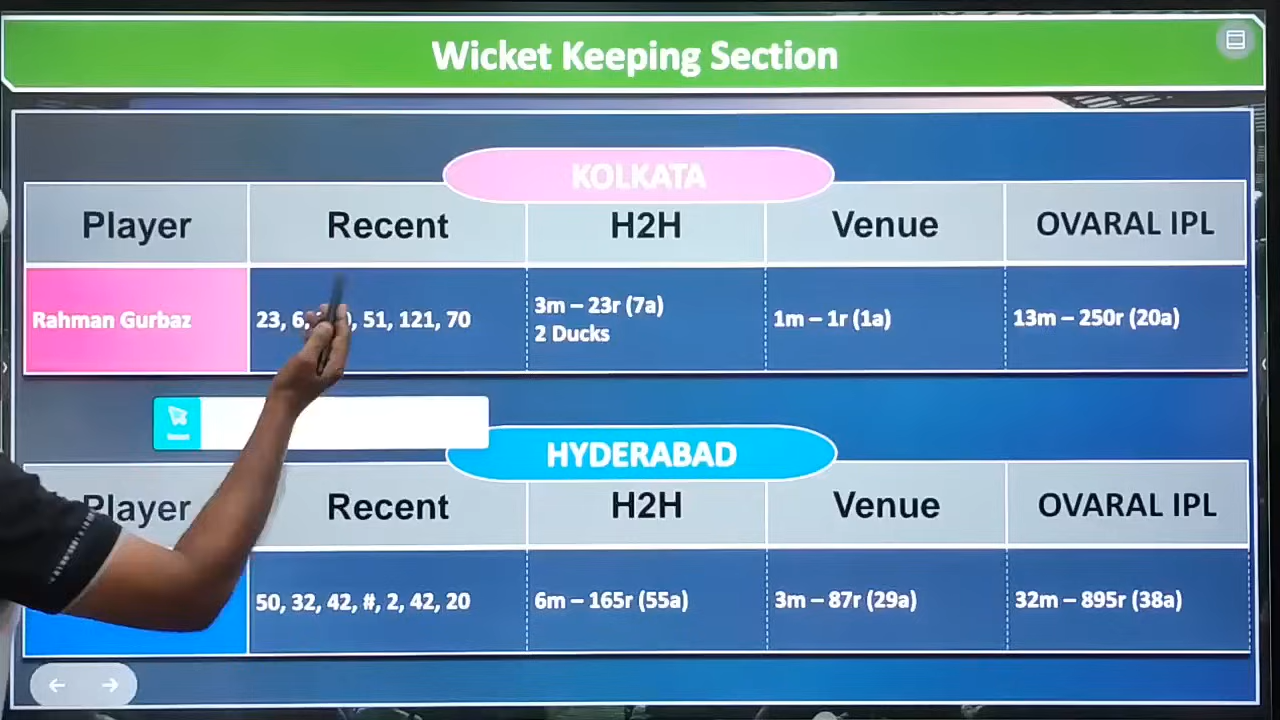 Wicket Keeping Section
KOLKATA
Player Recent H2H Venue OVARAL IPL
Rahman Gurbaz 23, 6, 51, 121, 70 3m – 23r (7a) 1m – 1r (1a) 13m – 250r (20a)
2 Ducks
HYDERABAD
Player Recent H2H Venue OVARAL IPL
50, 32, 42, #, 2, 42, 20 6m – 165r (55a) 3m – 87r (29a) 32m – 895r (38a)